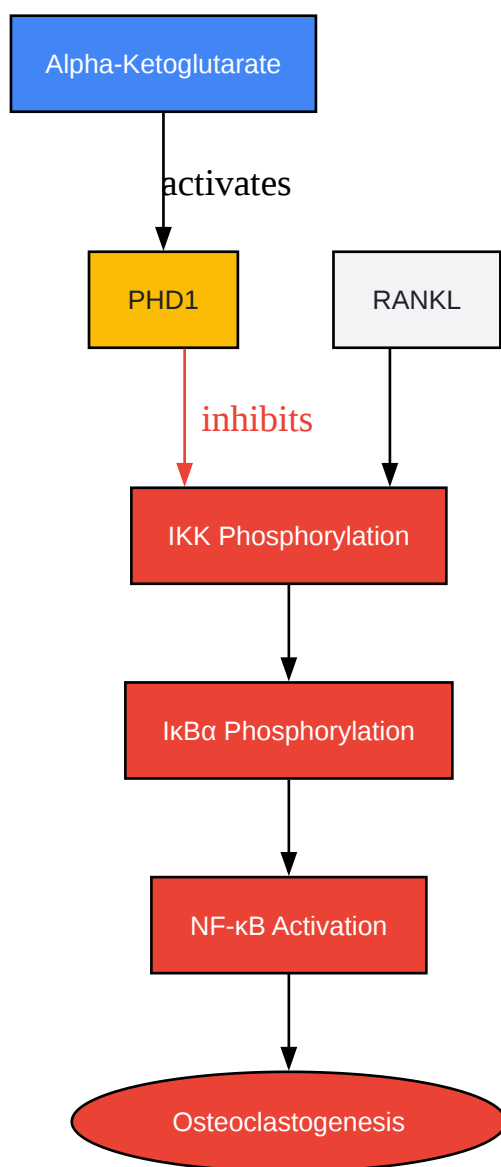 Alpha-Ketoglutarate
activates
PHD1
RANKL
inhibits
IKK Phosphorylation
IκBα Phosphorylation
NF-κB Activation
Osteoclastogenesis